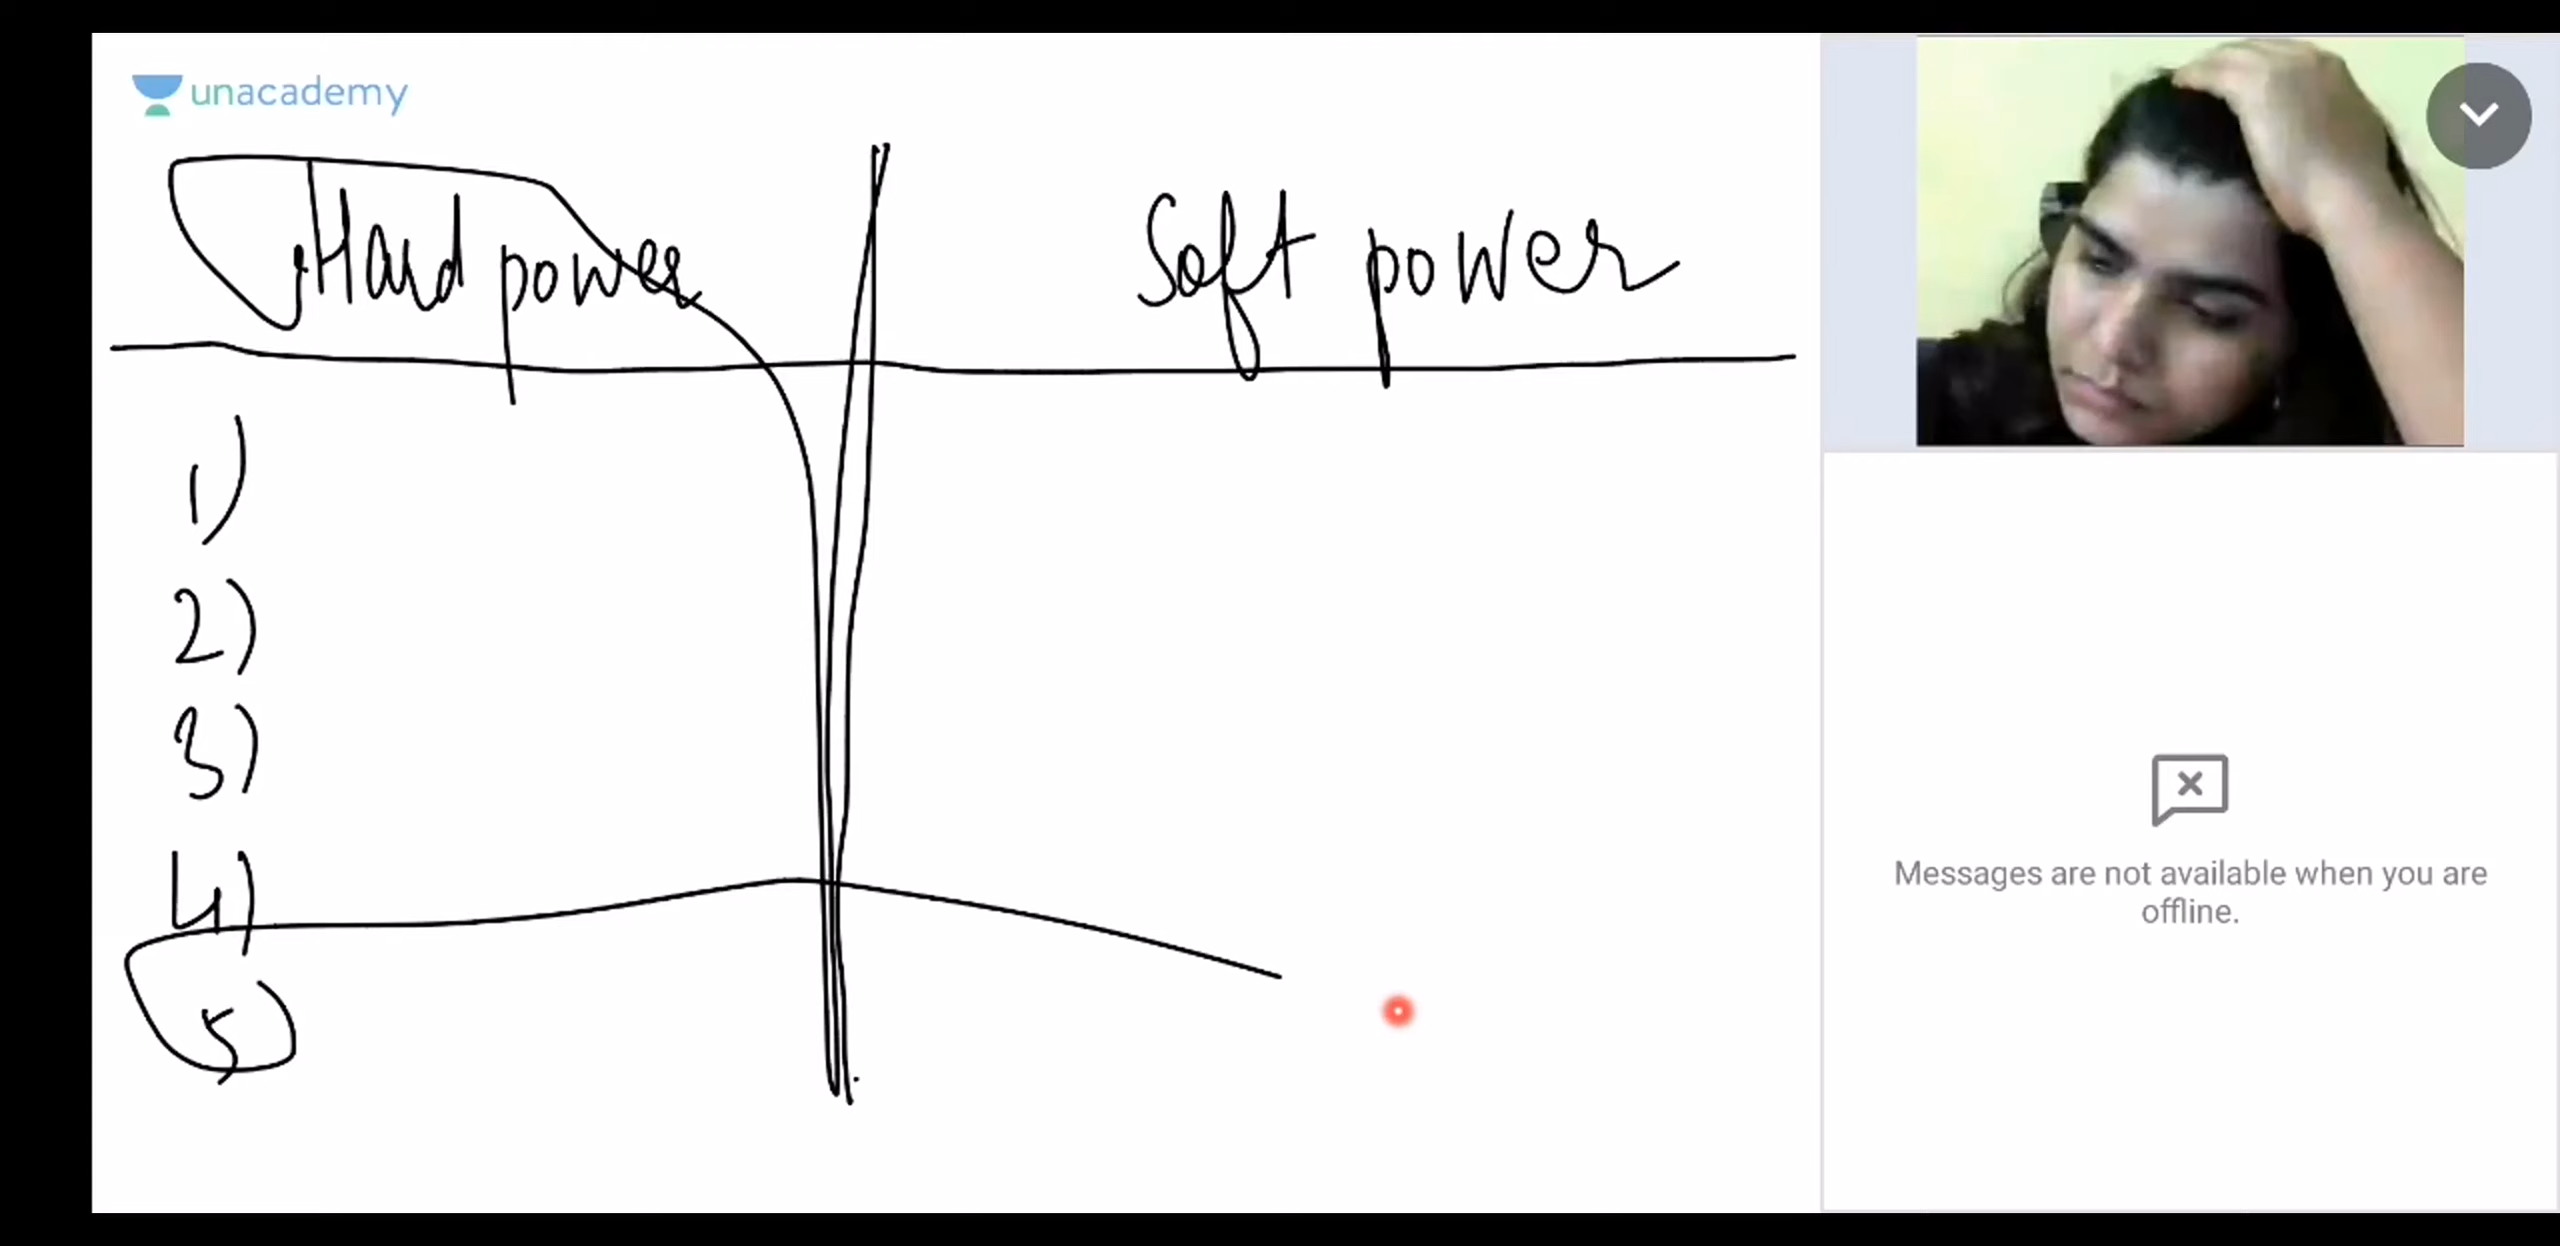 unacademy
Hard power
Soft power
1)
2)
3)
4)
5)
Messages are not available when you are
offline.